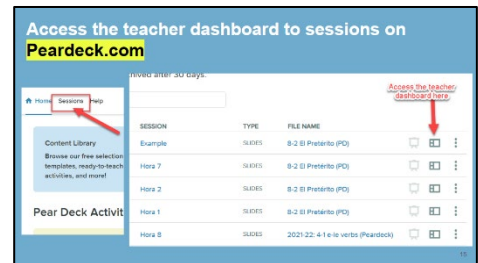 Access the teacher dashboard to sessions on
Peardeck.com
hived after 30 days.
Access the teacher
dashboard here.
Home Sessions Help
Content Library
Browse our free selection
templates, ready-to-teach
activities, and more!
Pear Deck Activit
SESSION TYPE FILE NAME
Example SLIDES 8-2 El Pretérito (PD)
Hora 7 SLIDES 8-2 El Pretérito (PD)
Hora 2 SLIDES 8-2 El Pretérito (PD)
Hora 1 SLIDES 8-2 El Pretérito (PD)
Hora 8 SLIDES 2021-22: 4-1 e-ie verbs (Peardeck)
15